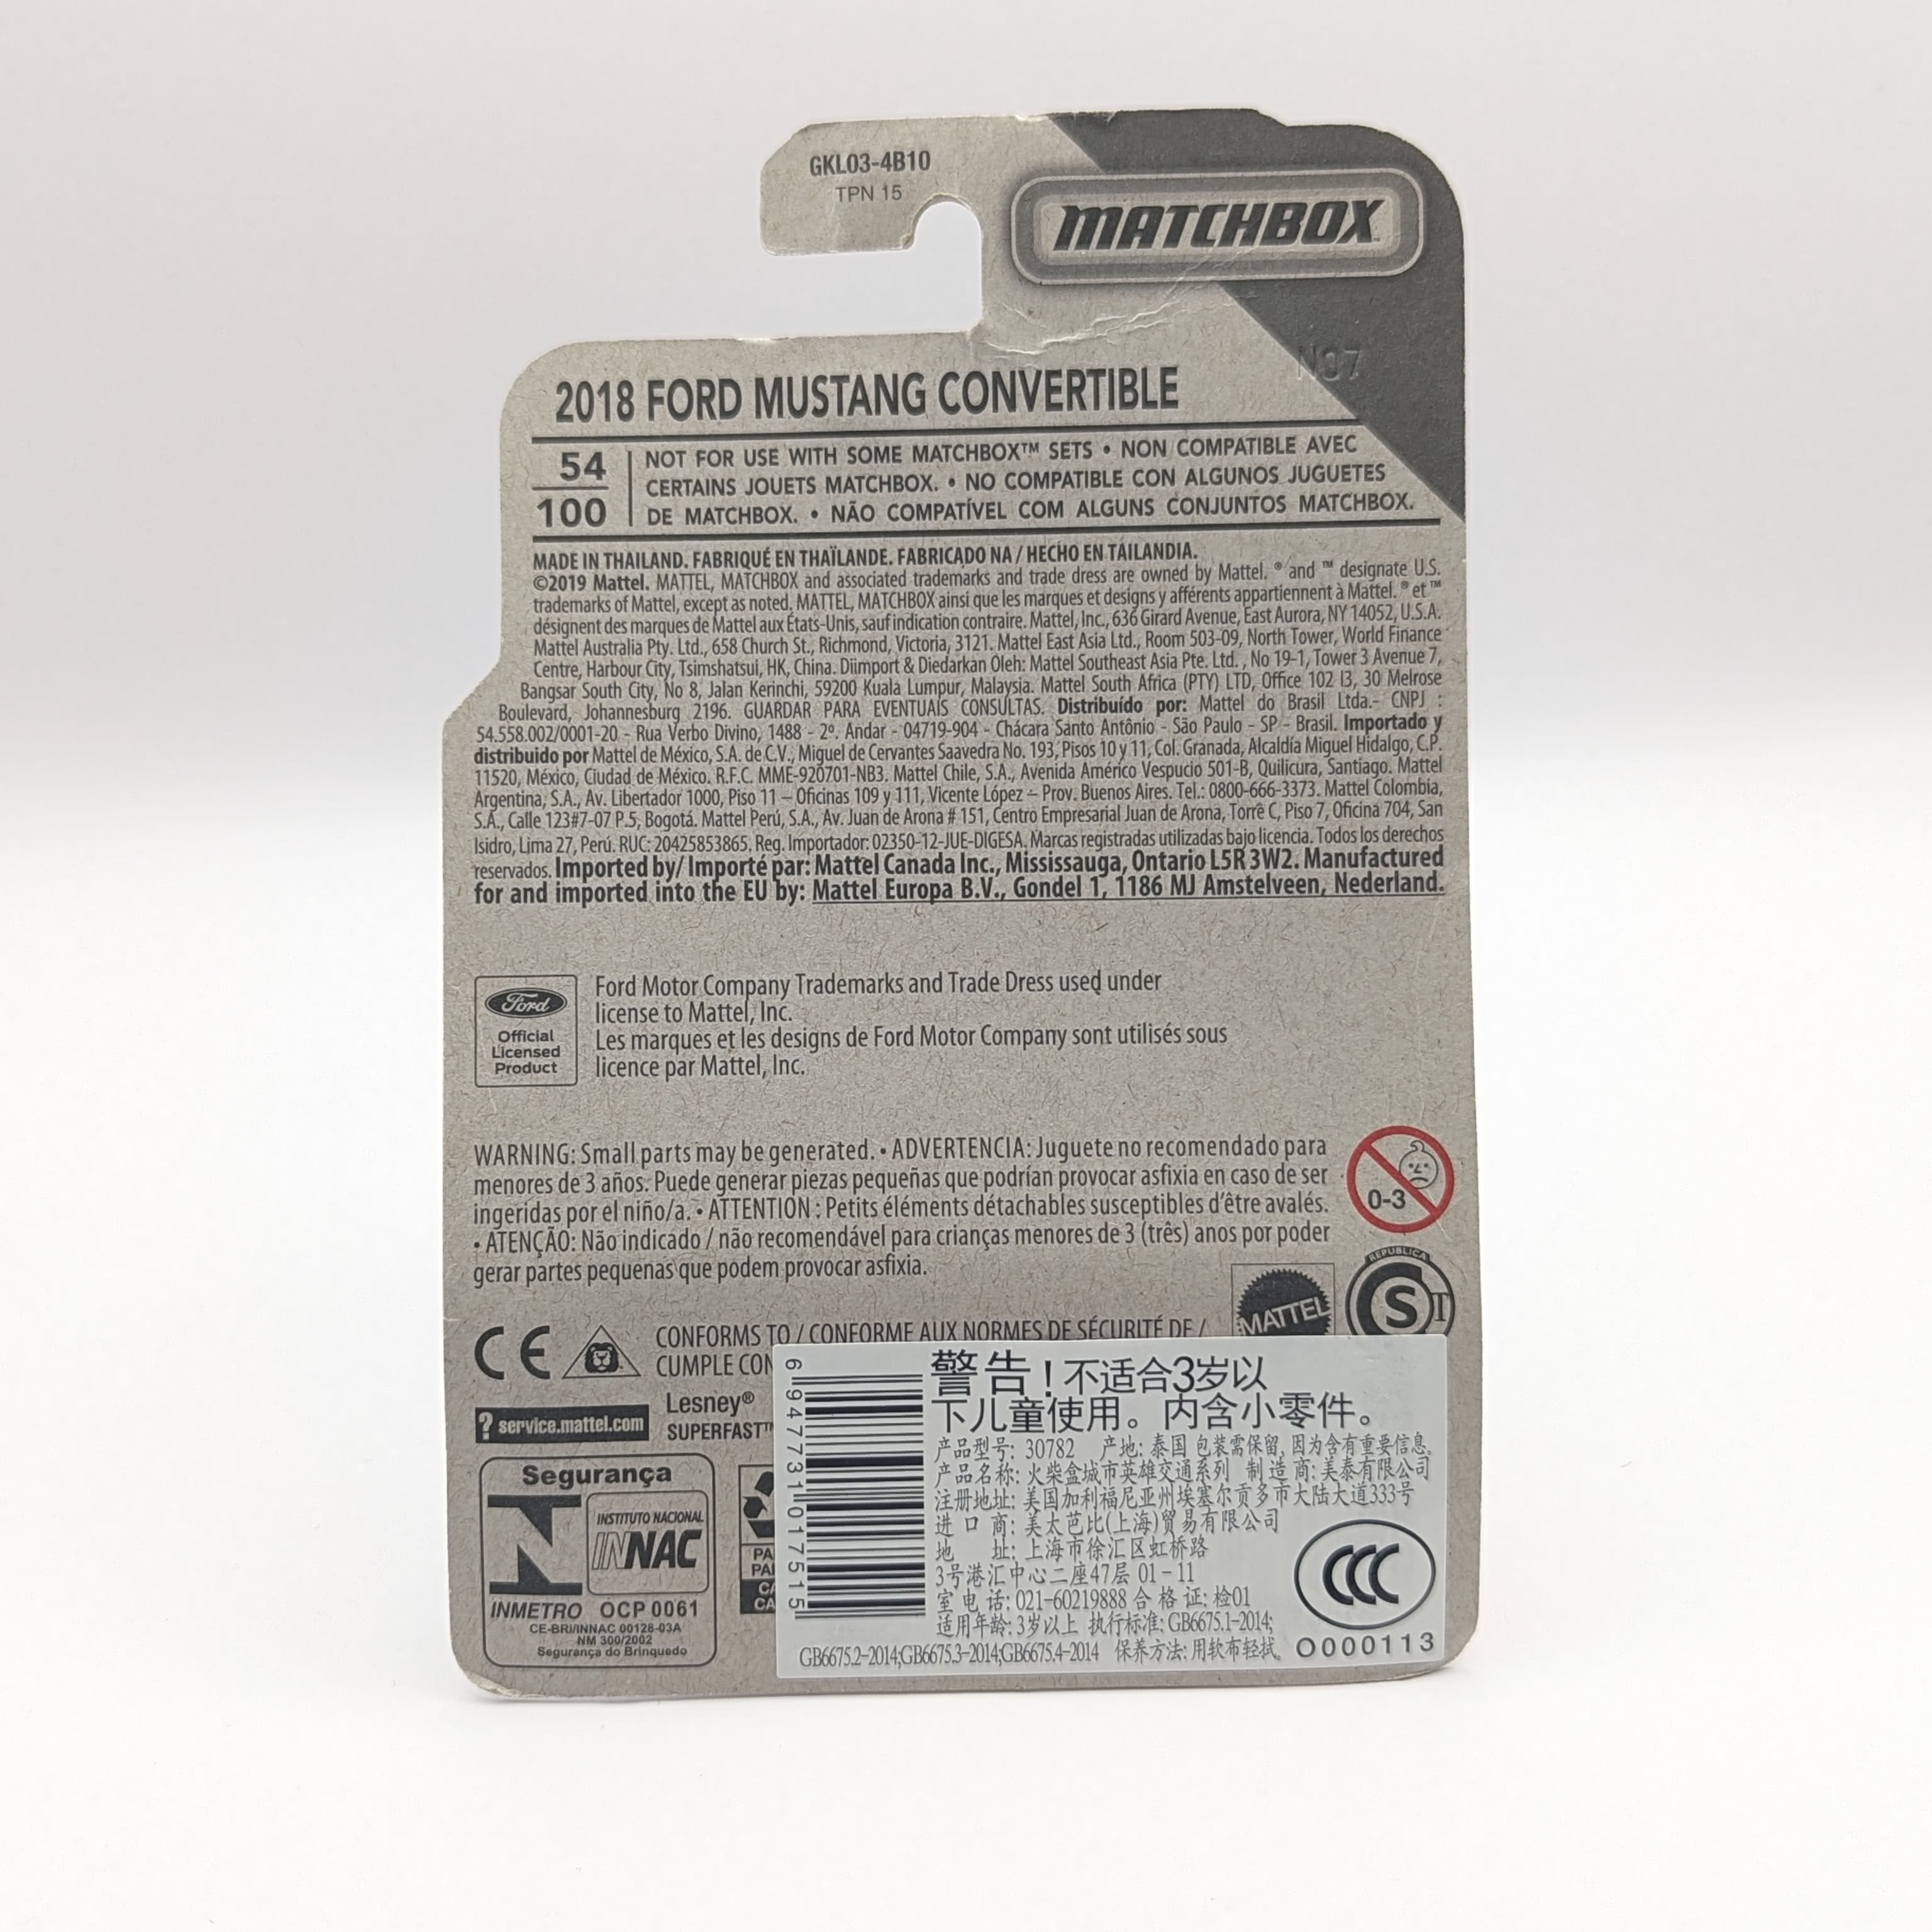 GKL03-4B10
TPN 15
MATCHBOX
N07
2018 FORD MUSTANG CONVERTIBLE
54
100
NOT FOR USE WITH SOME MATCHBOX™ SETS • NON COMPATIBLE AVEC
CERTAINS JOUETS MATCHBOX. • NO COMPATIBLE CON ALGUNOS JUGUETES
DE MATCHBOX. • NÃO COMPATÍVEL COM ALGUNS CONJUNTOS MATCHBOX.
MADE IN THAILAND. FABRIQUÉ EN THAÏLANDE. FABRICADO NA / HECHO EN TAILANDIA.
©2019 Mattel. MATTEL, MATCHBOX and associated trademarks and trade dress are owned by Mattel. ® and ™ designate U.S.
trademarks of Mattel, except as noted. MATTEL, MATCHBOX ainsi que les marques et designs y afférents appartiennent à Mattel. ® et ™
désignent des marques de Mattel aux États-Unis, sauf indication contraire. Mattel, Inc., 636 Girard Avenue, East Aurora, NY 14052, U.S.A.
Mattel Australia Pty. Ltd., 658 Church St., Richmond, Victoria, 3121. Mattel East Asia Ltd., Room 503-09, North Tower, World Finance
Centre, Harbour City, Tsimshatsui, HK, China. Diimport & Diedarkan Oleh: Mattel Southeast Asia Pte. Ltd. , No 19-1, Tower 3 Avenue 7,
Bangsar South City, No 8, Jalan Kerinchi, 59200 Kuala Lumpur, Malaysia. Mattel South Africa (PTY) LTD, Office 102 I3, 30 Melrose
Boulevard, Johannesburg 2196. GUARDAR PARA EVENTUAIS CONSULTAS. Distribuído por: Mattel do Brasil Ltda.- CNPJ :
54.558.002/0001-20 - Rua Verbo Divino, 1488 - 2º. Andar - 04719-904 - Chácara Santo Antônio - São Paulo - SP - Brasil. Importado y
distribuido por Mattel de México, S.A. de C.V., Miguel de Cervantes Saavedra No. 193, Pisos 10 y 11, Col. Granada, Alcaldía Miguel Hidalgo, C.P.
11520, México, Ciudad de México. R.F.C. MME-920701-NB3. Mattel Chile, S.A., Avenida Américo Vespucio 501-B, Quilicura, Santiago. Mattel
Argentina, S.A., Av. Libertador 1000, Piso 11 – Oficinas 109 y 111, Vicente López – Prov. Buenos Aires. Tel.: 0800-666-3373. Mattel Colombia,
S.A., Calle 123#7-07 P.5, Bogotá. Mattel Perú, S.A., Av. Juan de Arona # 151, Centro Empresarial Juan de Arona, Torre C, Piso 7, Oficina 704, San
Isidro, Lima 27, Perú. RUC: 20425853865. Reg. Importador: 02350-12-JUE-DIGESA. Marcas registradas utilizadas bajo licencia. Todos los derechos
reservados. Imported by/ Importé par: Mattel Canada Inc., Mississauga, Ontario L5R 3W2. Manufactured
for and imported into the EU by: Mattel Europa B.V., Gondel 1, 1186 MJ Amstelveen, Nederland.
Ford
Official
Licensed
Product
Ford Motor Company Trademarks and Trade Dress used under
license to Mattel, Inc.
Les marques et les designs de Ford Motor Company sont utilisés sous
licence par Mattel, Inc.
WARNING: Small parts may be generated. • ADVERTENCIA: Juguete no recomendado para
menores de 3 años. Puede generar piezas pequeñas que podrían provocar asfixia en caso de ser
ingeridas por el niño/a. • ATTENTION : Petits éléments détachables susceptibles d'être avalés.
• ATENÇÃO: Não indicado / não recomendável para crianças menores de 3 (três) anos por poder
gerar partes pequenas que podem provocar asfixia.
0-3
REPUBLICA
S T
MATTEL
CE
CONFORMS TO / CONFORME AUX NORMES DE SÉCURITÉ DE /
CUMPLE CON
? service.mattel.com
Lesney®
SUPERFAST™
Segurança
INSTITUTO NACIONAL
INNAC
INMETRO OCP 0061
CE-BRI/INNAC 00128-03A
NM 300/2002
Segurança do Brinquedo
PA
PA
CA
CA
6 947731 017515
警告！不适合3岁以
下儿童使用。内含小零件。
产品型号: 30782 产地: 泰国 包装需保留, 因为含有重要信息。
产品名称: 火柴盒城市英雄交通系列 制 造 商: 美泰有限公司
注册地址: 美国加利福尼亚州埃塞尔贡多市大陆大道333号
进 口 商: 美太芭比(上海)贸易有限公司
地 址: 上海市徐汇区虹桥路
3号港汇中心二座47层 01-11
室 电 话: 021-60219888 合 格 证: 检01
适用年龄: 3岁以上 执行标准: GB6675.1-2014;
GB6675.2-2014;GB6675.3-2014;GB6675.4-2014 保养方法: 用软布轻拭。
CCC
O000113